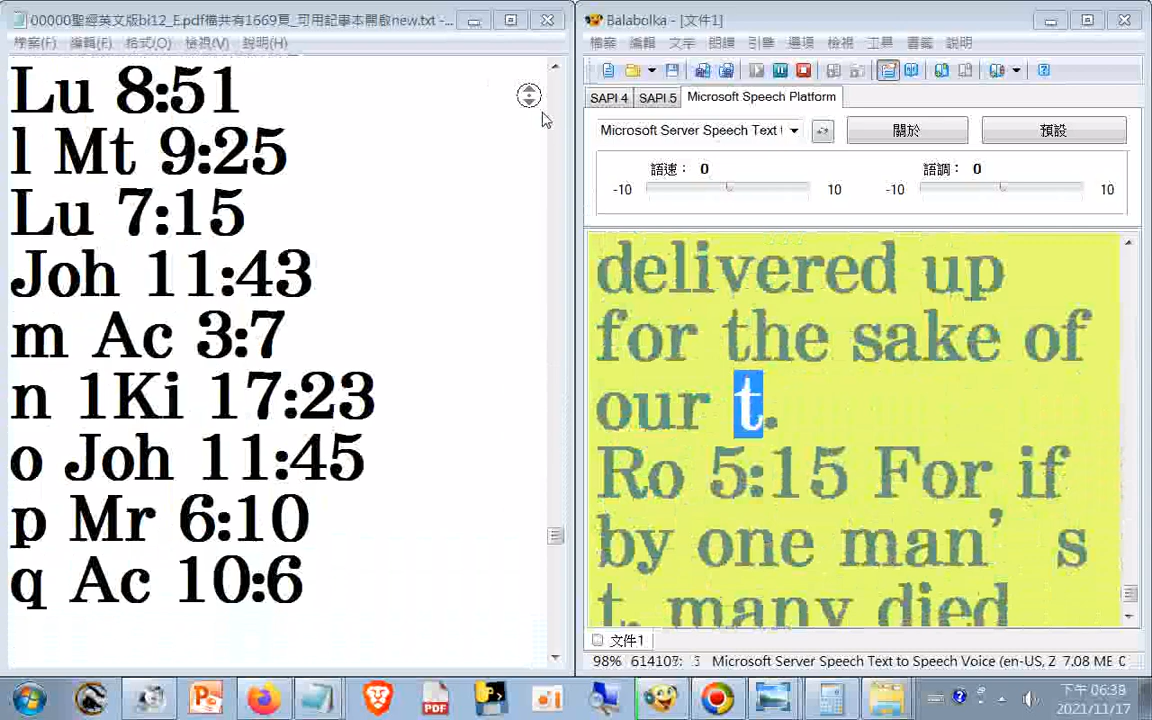 00000聖經英文版bi12_E.pdf檔共有1669頁_可用記事本開啟new.txt -...
檔案(F) 編輯(E) 格式(O) 檢視(V) 說明(H)
Lu 8:51
l Mt 9:25
Lu 7:15
Joh 11:43
m Ac 3:7
n 1Ki 17:23
o Joh 11:45
p Mr 6:10
q Ac 10:6
Balabolka - [文件1]
檔案 編輯 文字 朗讀 引擎 選項 檢視 工具 書籤 說明
SAPI 4 SAPI 5 Microsoft Speech Platform
Microsoft Server Speech Text t 關於 預設
語速： 0 語調： 0
-10 10 -10 10
delivered up
for the sake of
our t.
Ro 5:15 For if
by one man’s
t. many died
文件1
98% 614107: Microsoft Server Speech Text to Speech Voice (en-US, Z 7.08 ME
PDF
下午 06:38
2021/11/17